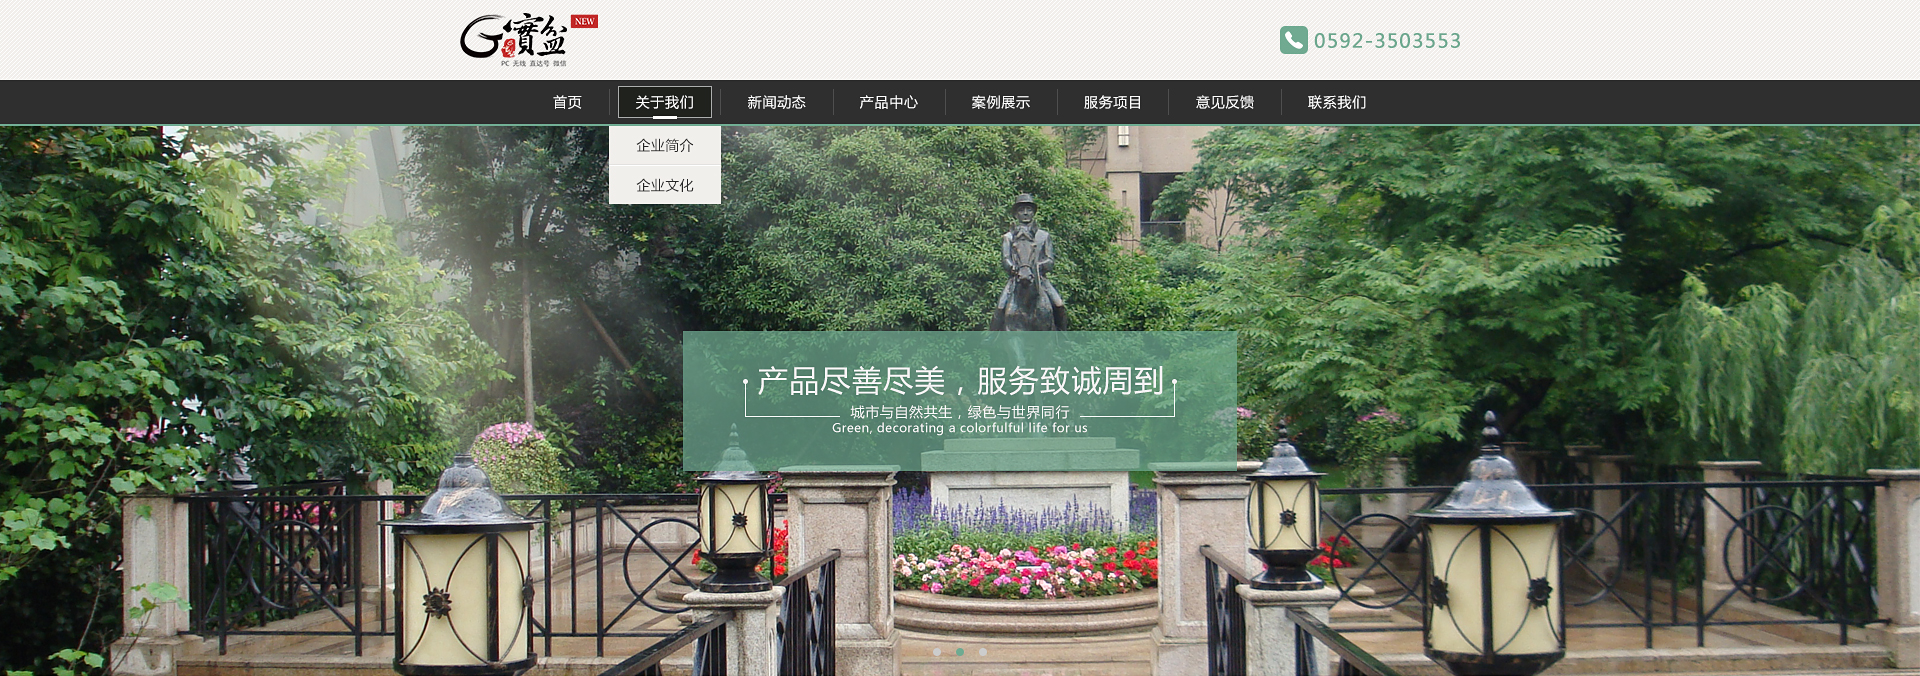 G實盆
NEW
PC 无线 直达号 微信
0592-3503553
首页
关于我们
新闻动态
产品中心
案例展示
服务项目
意见反馈
联系我们
企业简介
企业文化
产品尽善尽美，服务致诚周到
城市与自然共生，绿色与世界同行
Green, decorating a colorfulful life for us